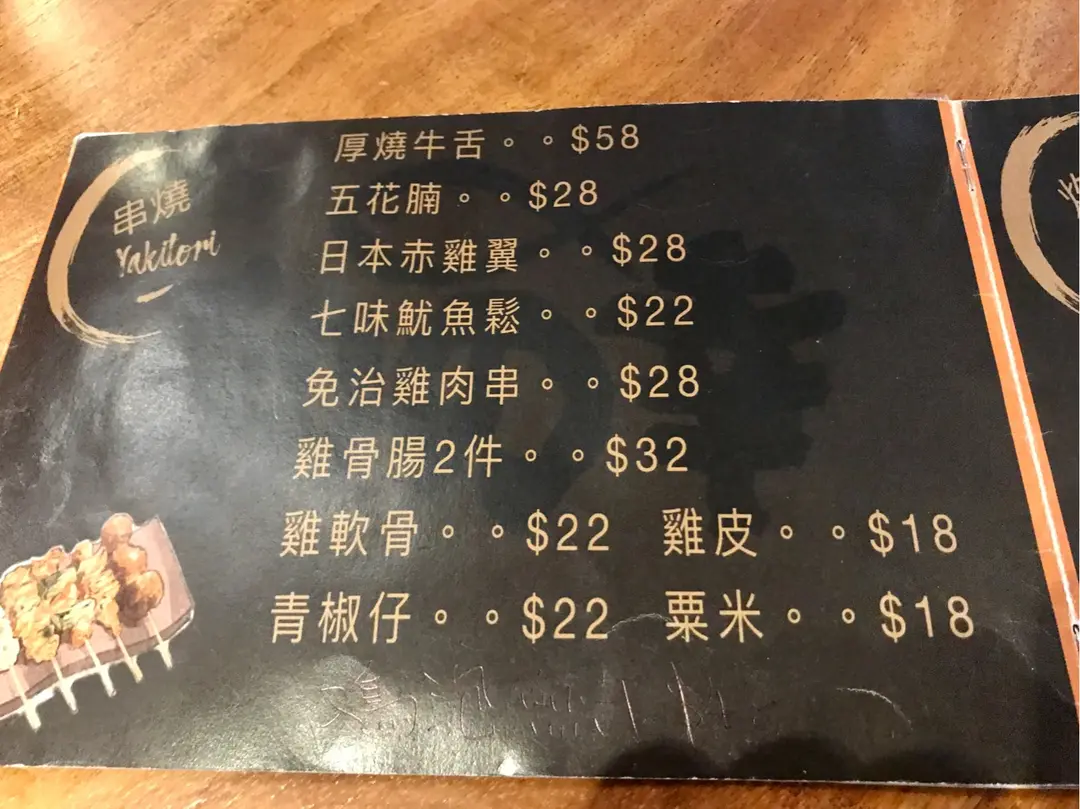 串燒
Yakitori
厚燒牛舌。。$58
五花腩。。$28
日本赤雞翼。。$28
七味魷魚鬆。。$22
免治雞肉串。。$28
雞骨腸2件。。$32
雞軟骨。。$22 雞皮。。$18
青椒仔。。$22 粟米。。$18